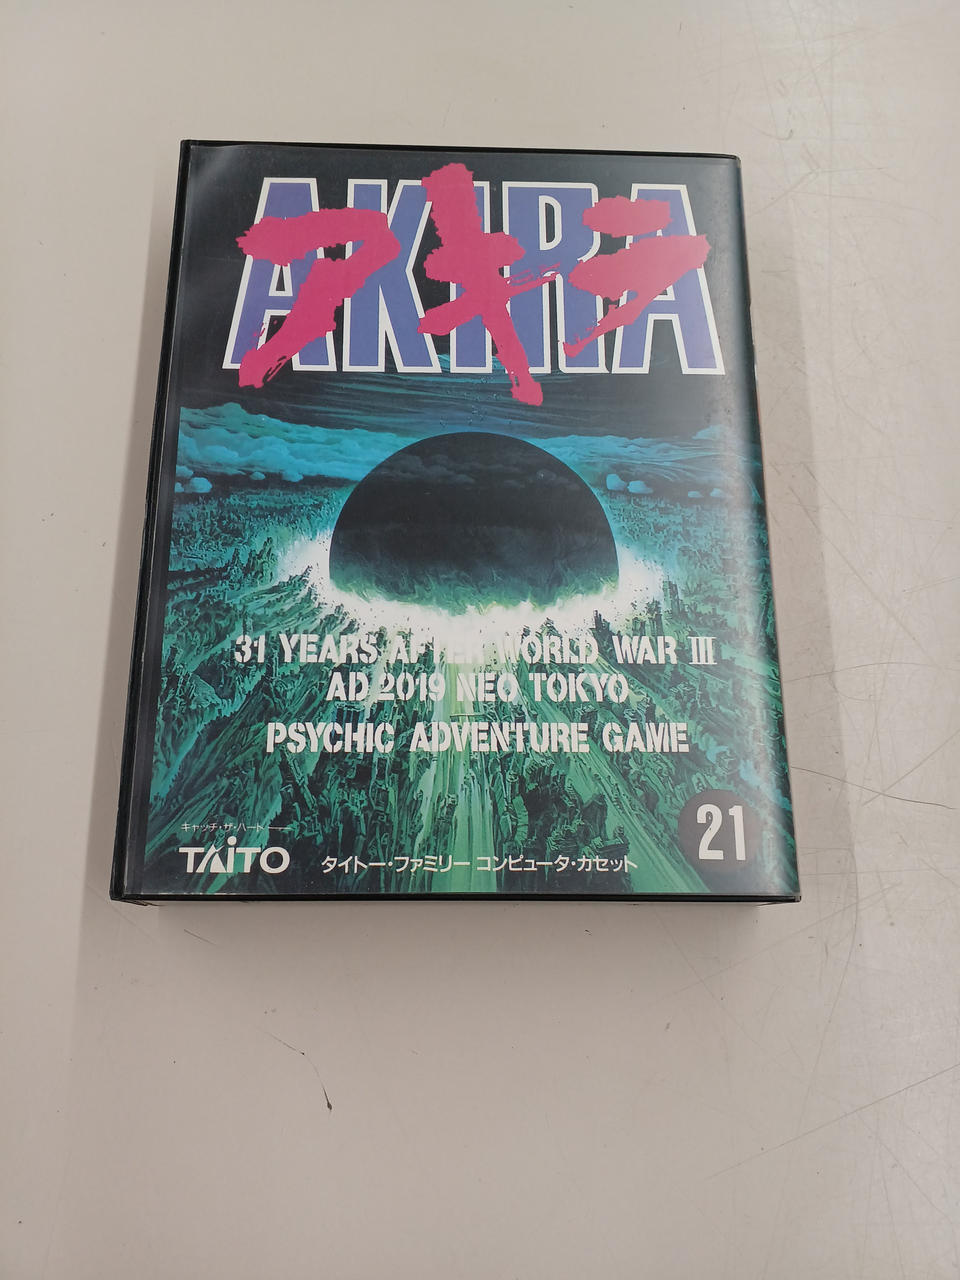 AKIRA
アキラ
31 YEARS AFTER WORLD WAR III
AD 2019 NEO TOKYO
PSYCHIC ADVENTURE GAME
21
キャッチ・ザ・ハート
TAITO
タイトー・ファミリー コンピュータ・カセット